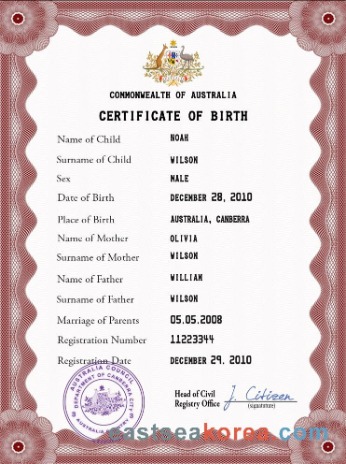 COMMONWEALTH OF AUSTRALIA
CERTIFICATE OF BIRTH
Name of Child NOAH
Surname of Child WILSON
Sex MALE
Date of Birth DECEMBER 28, 2010
Place of Birth AUSTRALIA, CANBERRA
Name of Mother OLIVIA
Surname of Mother WILSON
Name of Father WILLIAM
Surname of Father WILSON
Marriage of Parents 05.05.2008
Registration Number 11223344
Registration Date DECEMBER 29, 2010
AUSTRALIA COUNCIL
DEPARTMENT OF CANBERRA CITY
Head of Civil
Registry Office J. Citizen
(signature)
easteeakorea.com